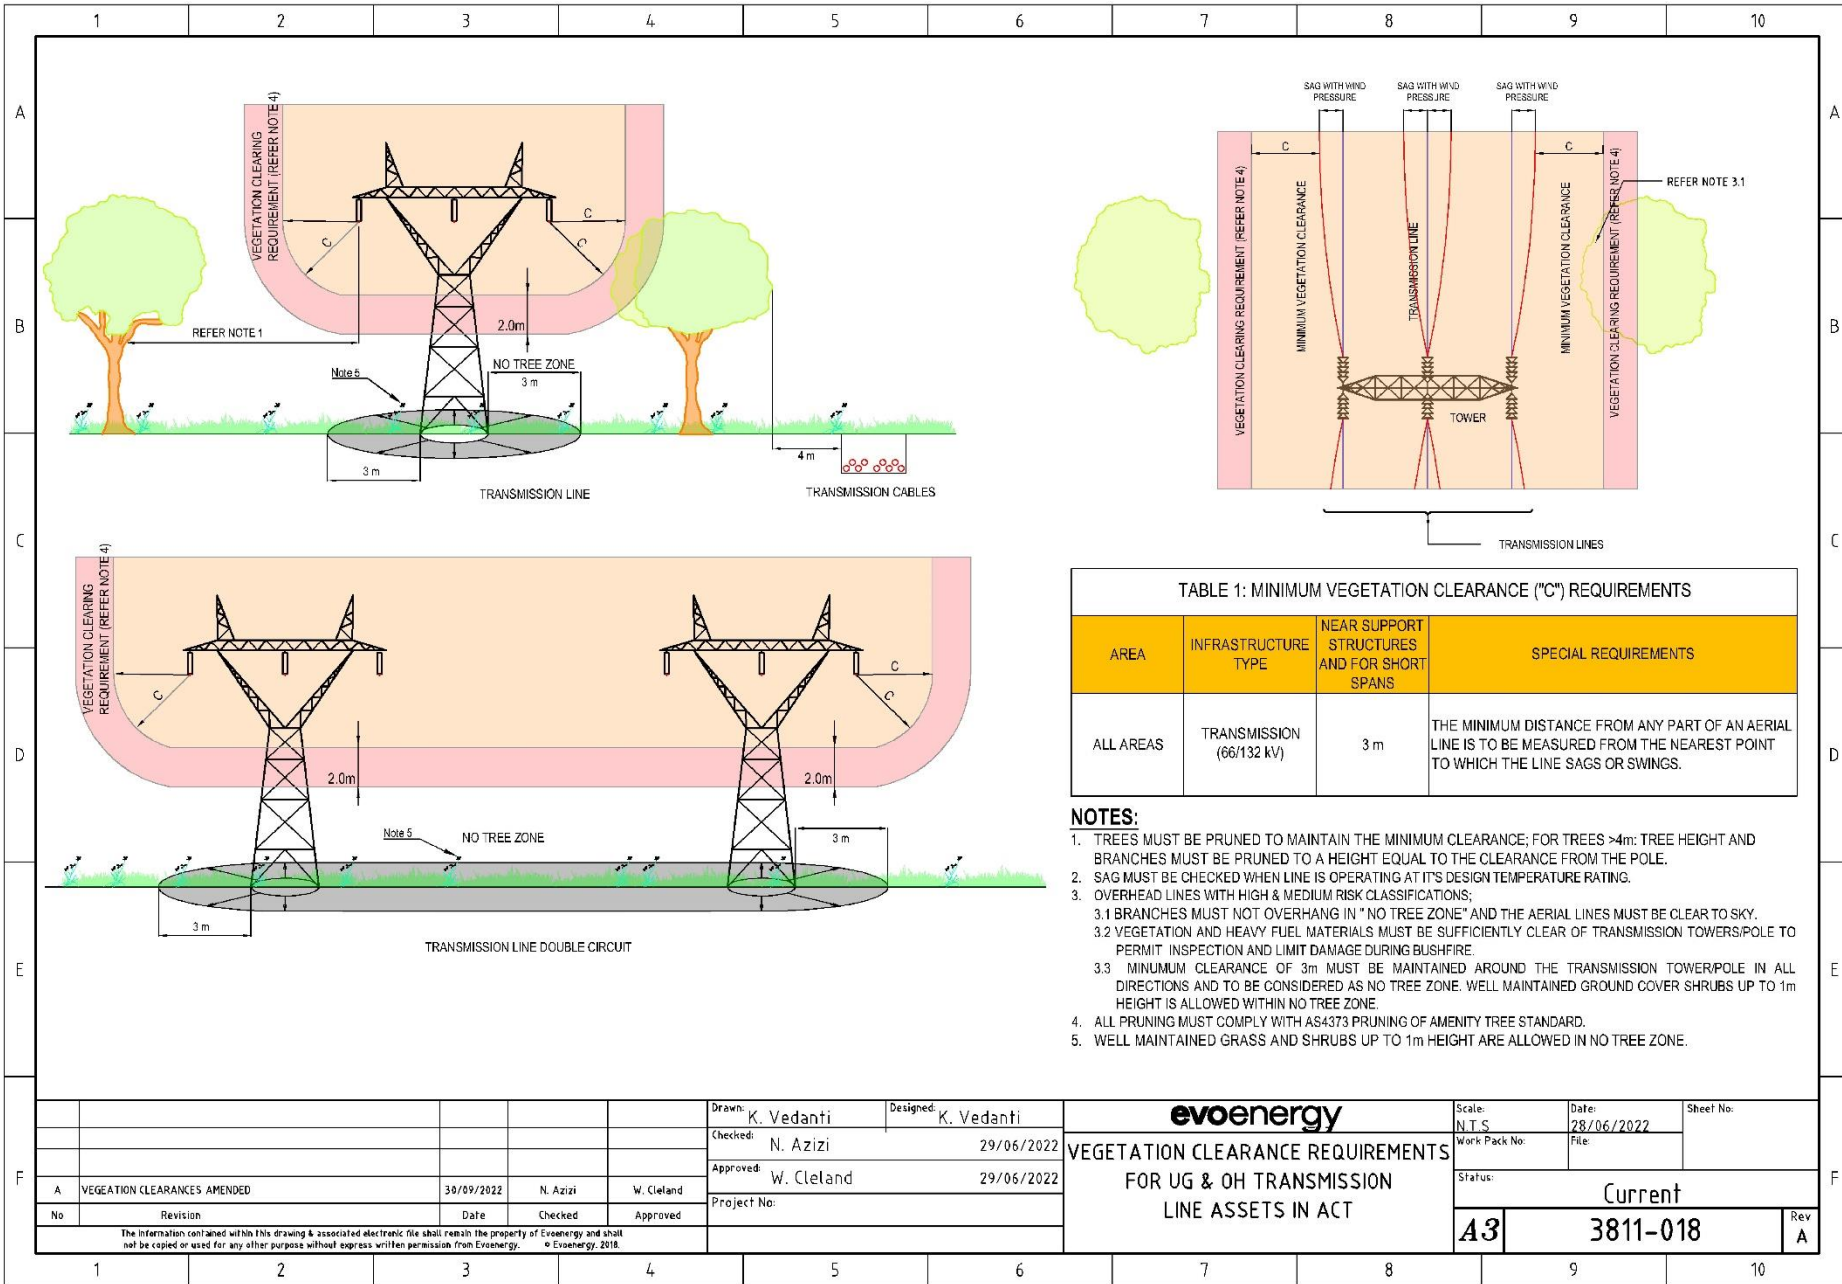 1 2 3 4 5 6 7 8 9 10
A
B
C
D
E
F
A
B
C
D
E
F
VEGETATION CLEARING
REQUIREMENT (REFER NOTE 4)
C
C
C
C
REFER NOTE 1
2.0m
NO TREE ZONE
3 m
Note 5
3 m
4 m
TRANSMISSION LINE
TRANSMISSION CABLES
SAG WITH WIND
PRESSURE
SAG WITH WIND
PRESSURE
SAG WITH WIND
PRESSURE
C
C
VEGETATION CLEARING REQUIREMENT (REFER NOTE 4)
MINIMUM VEGETATION CLEARANCE
TRANSMISSION LINE
MINIMUM VEGETATION CLEARANCE
VEGETATION CLEARING REQUIREMENT (REFER NOTE 4)
REFER NOTE 3.1
TOWER
TRANSMISSION LINES
VEGETATION CLEARING
REQUIREMENT (REFER NOTE 4)
C
C
C
2.0m
2.0m
Note 5
NO TREE ZONE
3 m
3 m
TRANSMISSION LINE DOUBLE CIRCUIT
TABLE 1: MINIMUM VEGETATION CLEARANCE ("C") REQUIREMENTS
AREA
INFRASTRUCTURE
TYPE
NEAR SUPPORT
STRUCTURES
AND FOR SHORT
SPANS
SPECIAL REQUIREMENTS
ALL AREAS
TRANSMISSION
(66/132 kV)
3 m
THE MINIMUM DISTANCE FROM ANY PART OF AN AERIAL
LINE IS TO BE MEASURED FROM THE NEAREST POINT
TO WHICH THE LINE SAGS OR SWINGS.
NOTES:
1. TREES MUST BE PRUNED TO MAINTAIN THE MINIMUM CLEARANCE; FOR TREES >4m: TREE HEIGHT AND
BRANCHES MUST BE PRUNED TO A HEIGHT EQUAL TO THE CLEARANCE FROM THE POLE.
2. SAG MUST BE CHECKED WHEN LINE IS OPERATING AT IT'S DESIGN TEMPERATURE RATING.
3. OVERHEAD LINES WITH HIGH & MEDIUM RISK CLASSIFICATIONS;
3.1 BRANCHES MUST NOT OVERHANG IN " NO TREE ZONE" AND THE AERIAL LINES MUST BE CLEAR TO SKY.
3.2 VEGETATION AND HEAVY FUEL MATERIALS MUST BE SUFFICIENTLY CLEAR OF TRANSMISSION TOWERS/POLE TO
PERMIT INSPECTION AND LIMIT DAMAGE DURING BUSHFIRE.
3.3 MINUMUM CLEARANCE OF 3m MUST BE MAINTAINED AROUND THE TRANSMISSION TOWER/POLE IN ALL
DIRECTIONS AND TO BE CONSIDERED AS NO TREE ZONE. WELL MAINTAINED GROUND COVER SHRUBS UP TO 1m
HEIGHT IS ALLOWED WITHIN NO TREE ZONE.
4. ALL PRUNING MUST COMPLY WITH AS4373 PRUNING OF AMENITY TREE STANDARD.
5. WELL MAINTAINED GRASS AND SHRUBS UP TO 1m HEIGHT ARE ALLOWED IN NO TREE ZONE.
A VEGEATION CLEARANCES AMENDED 30/09/2022 N. Azizi W. Cleland
No Revision Date Checked Approved
The information contained within this drawing & associated electronic file shall remain the property of Evoenergy and shall
not be copied or used for any other purpose without express written permission from Evoenergy. © Evoenergy. 2018.
Drawn: K. Vedanti Designed: K. Vedanti
Checked: N. Azizi 29/06/2022
Approved: W. Cleland 29/06/2022
Project No:
evoenergy
VEGETATION CLEARANCE REQUIREMENTS
FOR UG & OH TRANSMISSION
LINE ASSETS IN ACT
Scale: N.T.S
Date: 28/06/2022
Sheet No:
Work Pack No:
File:
Status: Current
A3
3811-018
Rev A
1 2 3 4 5 6 7 8 9 10